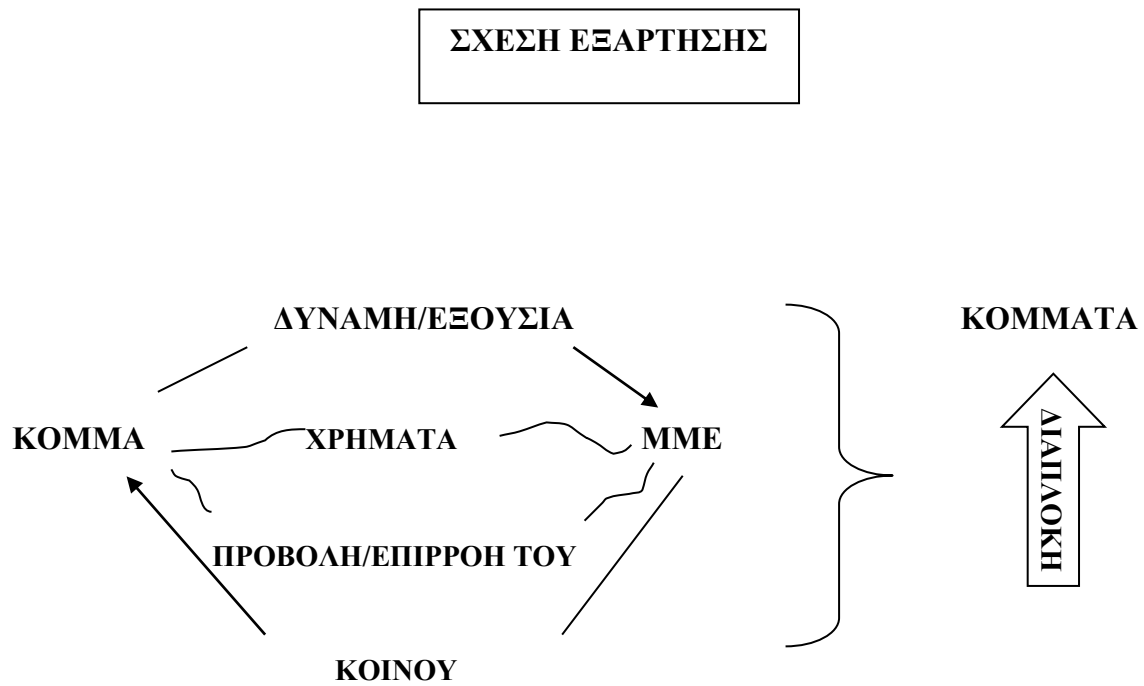 ΣΧΕΣΗ ΕΞΑΡΤΗΣΗΣ
ΔΥΝΑΜΗ/ΕΞΟΥΣΙΑ
ΚΟΜΜΑΤΑ
ΚΟΜΜΑ
ΧΡΗΜΑΤΑ
ΜΜΕ
ΔΙΑΠΛΟΚΗ
ΠΡΟΒΟΛΗ/ΕΠΙΡΡΟΗ ΤΟΥ
ΚΟΙΝΟΥ